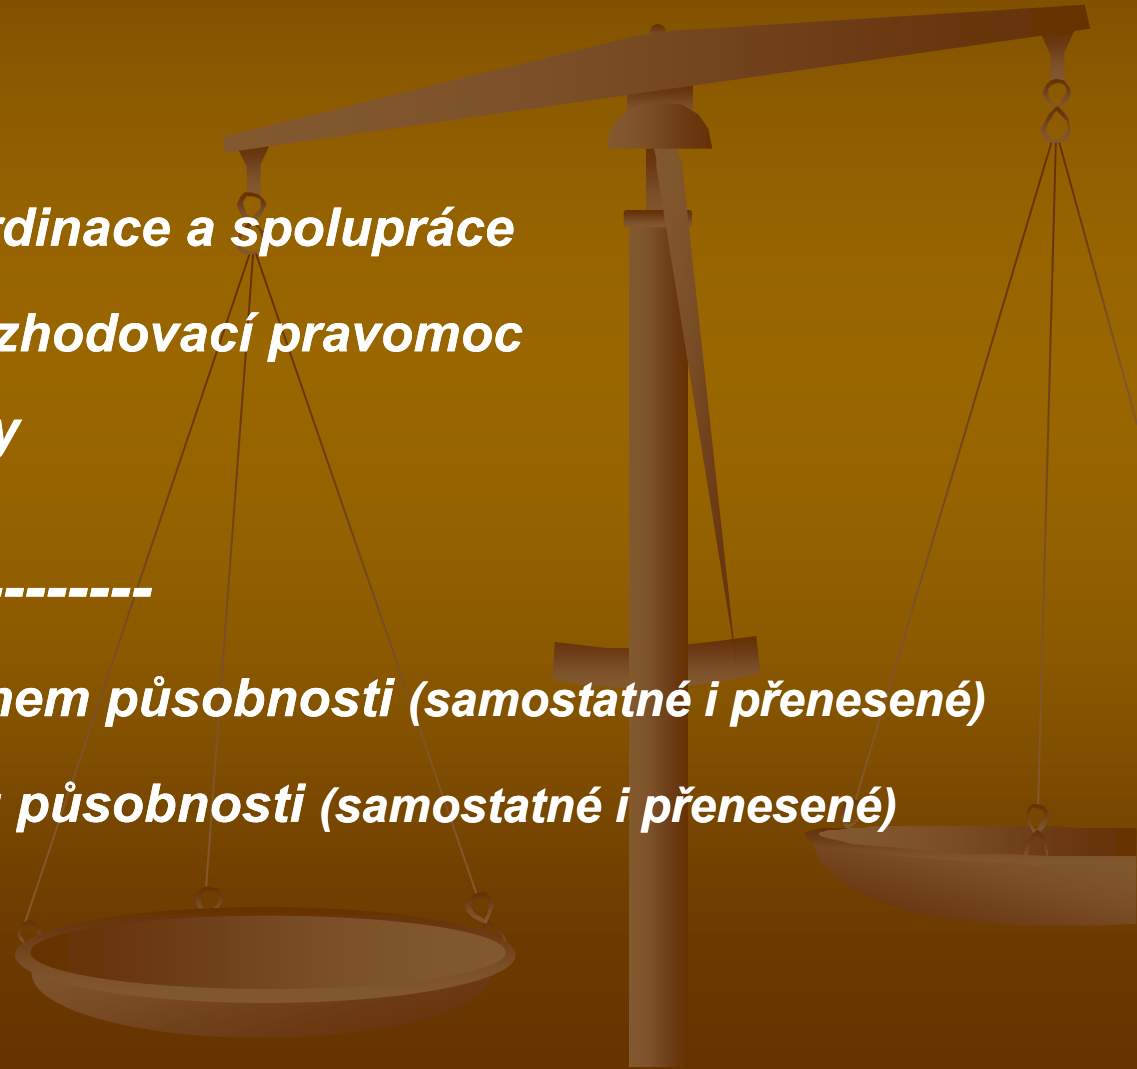 rdinace a spolupráce
zhodovací pravomoc
y
---------
nem působnosti (samostatné i přenesené)
působnosti (samostatné i přenesené)